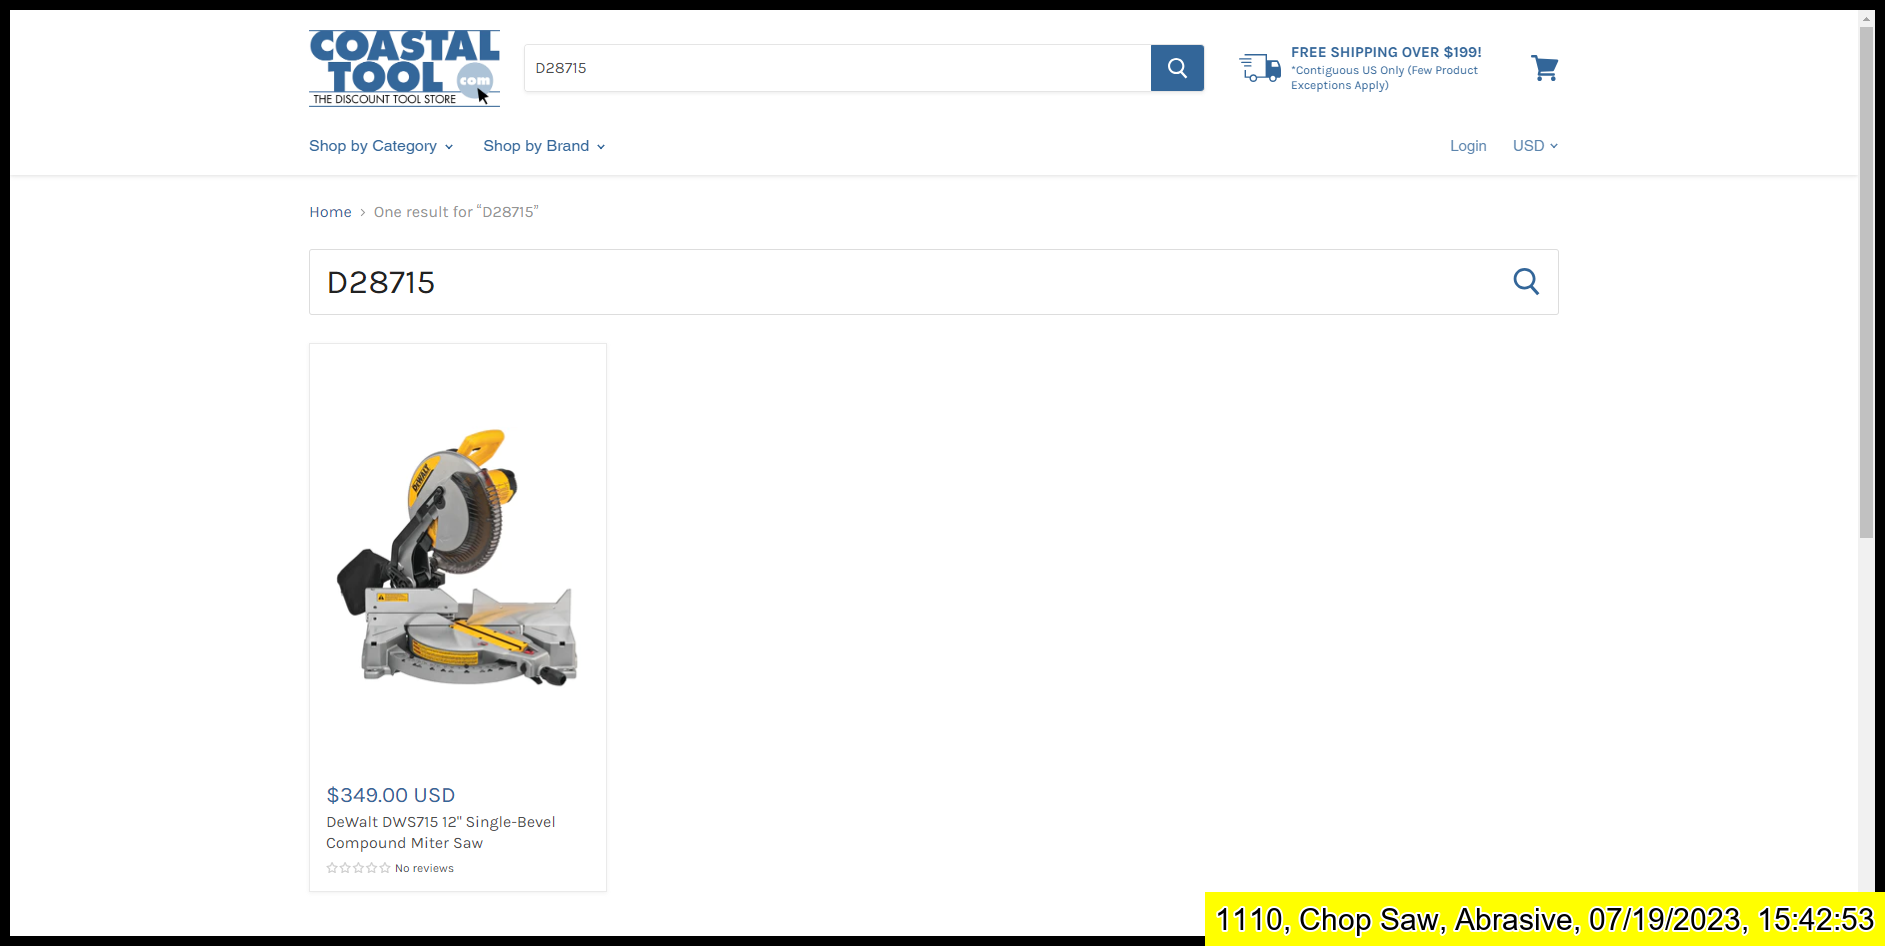 COASTAL
TOOL
com
THE DISCOUNT TOOL STORE
D28715
FREE SHIPPING OVER $199!
*Contiguous US Only (Few Product
Exceptions Apply)
Shop by Category
Shop by Brand
Login
USD
Home › One result for “D28715”
D28715
DEWALT
$349.00 USD
DeWalt DWS715 12" Single-Bevel
Compound Miter Saw
No reviews
1110, Chop Saw, Abrasive, 07/19/2023, 15:42:53